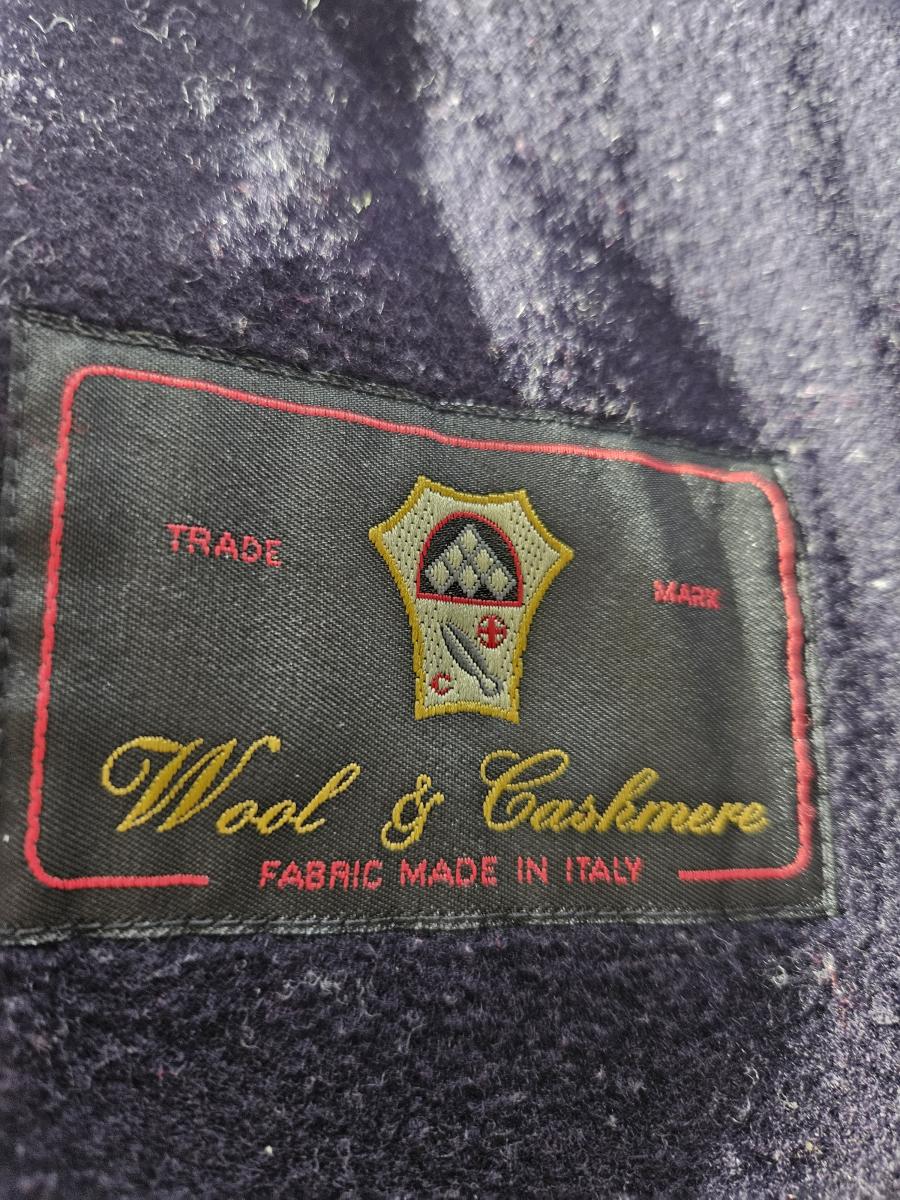 TRADE MARK
C
Wool & Cashmere
FABRIC MADE IN ITALY